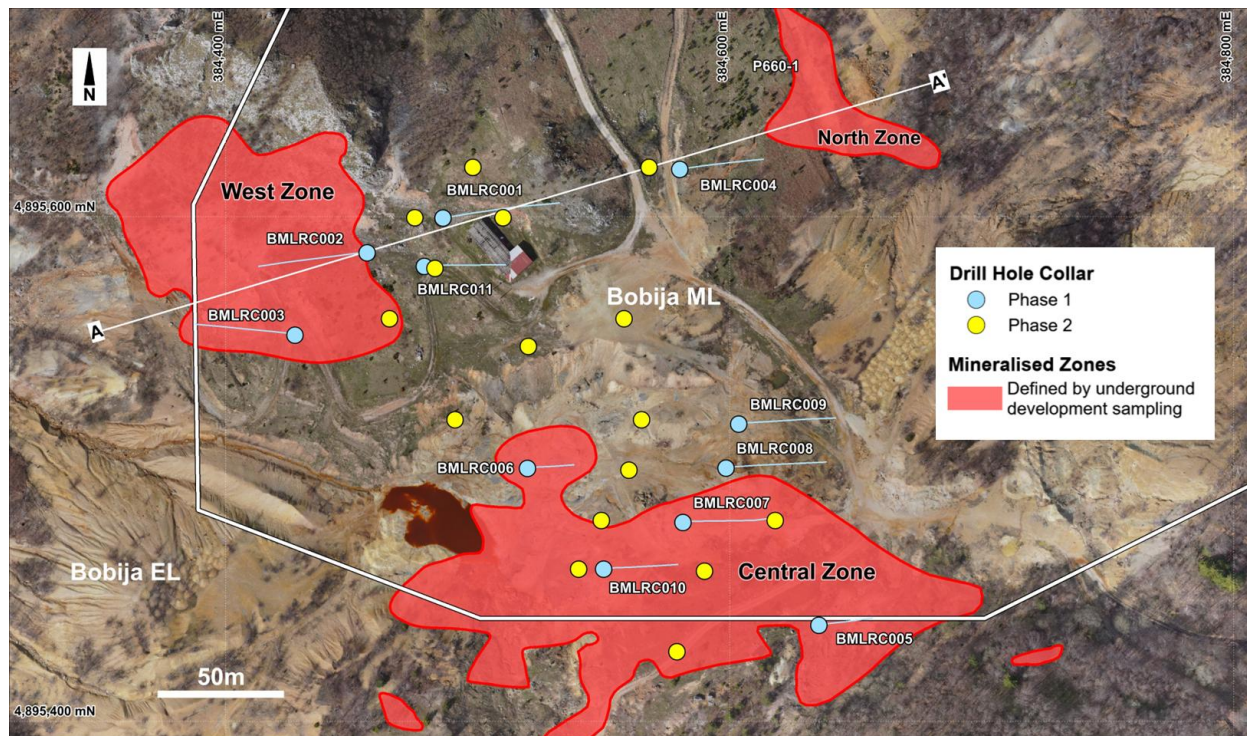 384,400 mE
384,600 mE
384,800 mE
N
P660-1
A'
North Zone
West Zone
BMLRC001
BMLRC004
4,895,600 mN
BMLRC002
BMLRC011
Bobija ML
BMLRC003
A
Drill Hole Collar
Phase 1
Phase 2
Mineralised Zones
Defined by underground
development sampling
BMLRC009
BMLRC008
BMLRC006
BMLRC007
Bobija EL
Central Zone
BMLRC010
BMLRC005
50m
4,895,400 mN